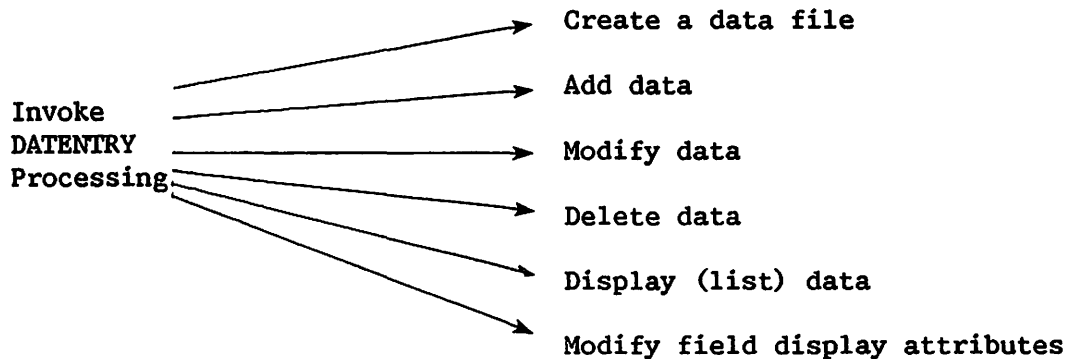 Create a data file
Add data
Invoke
DATENTRY
Processing
Modify data
Delete data
Display (list) data
Modify field display attributes